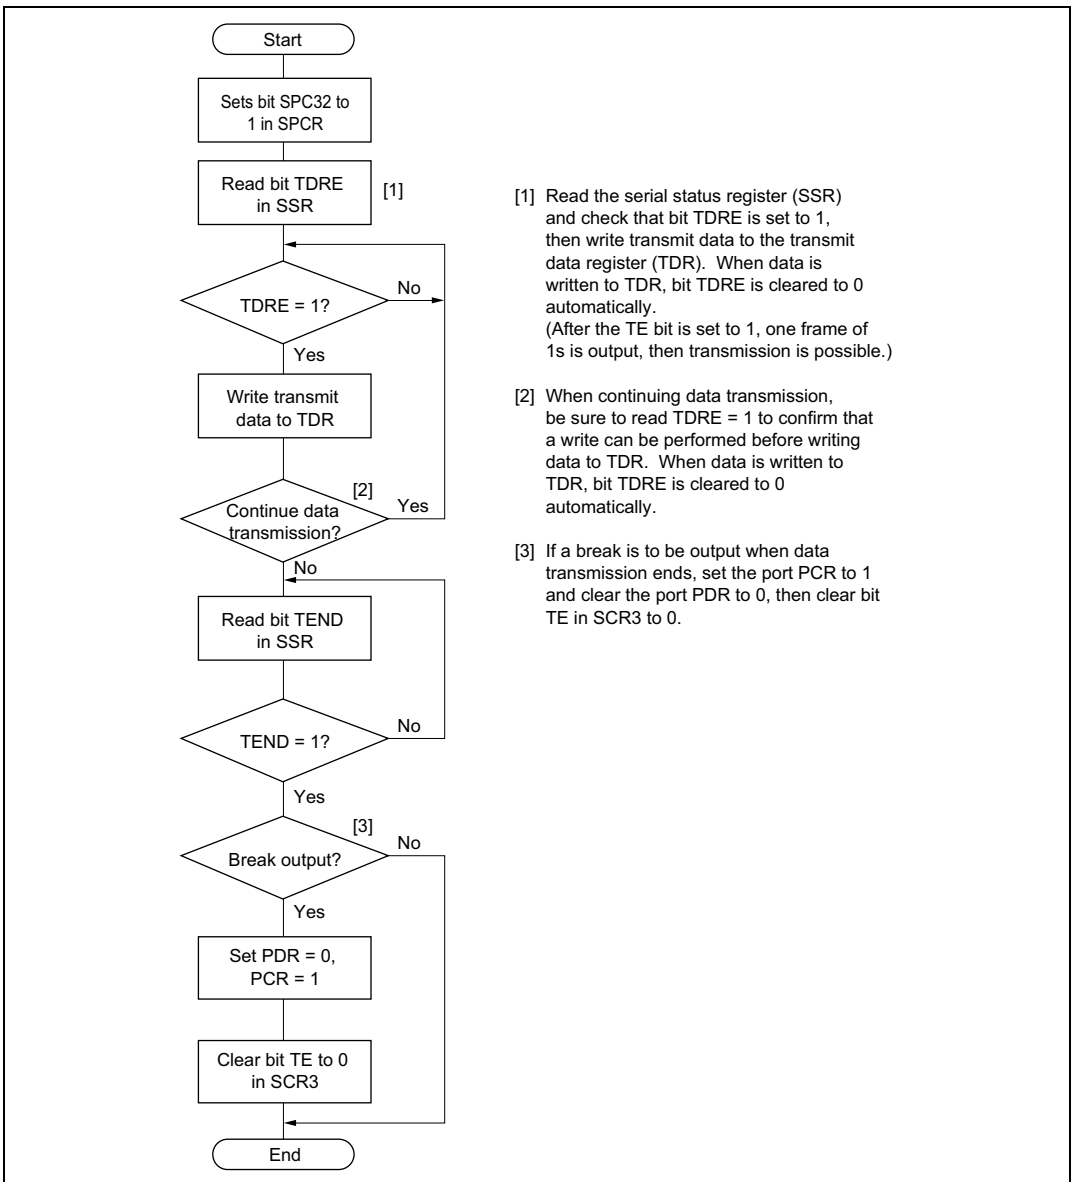 Start
Sets bit SPC32 to
1 in SPCR
Read bit TDRE
in SSR
[1]
TDRE = 1?
No
Yes
Write transmit
data to TDR
[2]
Continue data
transmission?
Yes
No
Read bit TEND
in SSR
TEND = 1?
No
Yes
[3]
Break output?
No
Yes
Set PDR = 0,
PCR = 1
Clear bit TE to 0
in SCR3
End
[1] Read the serial status register (SSR)
and check that bit TDRE is set to 1,
then write transmit data to the transmit
data register (TDR). When data is
written to TDR, bit TDRE is cleared to 0
automatically.
(After the TE bit is set to 1, one frame of
1s is output, then transmission is possible.)
[2] When continuing data transmission,
be sure to read TDRE = 1 to confirm that
a write can be performed before writing
data to TDR. When data is written to
TDR, bit TDRE is cleared to 0
automatically.
[3] If a break is to be output when data
transmission ends, set the port PCR to 1
and clear the port PDR to 0, then clear bit
TE in SCR3 to 0.